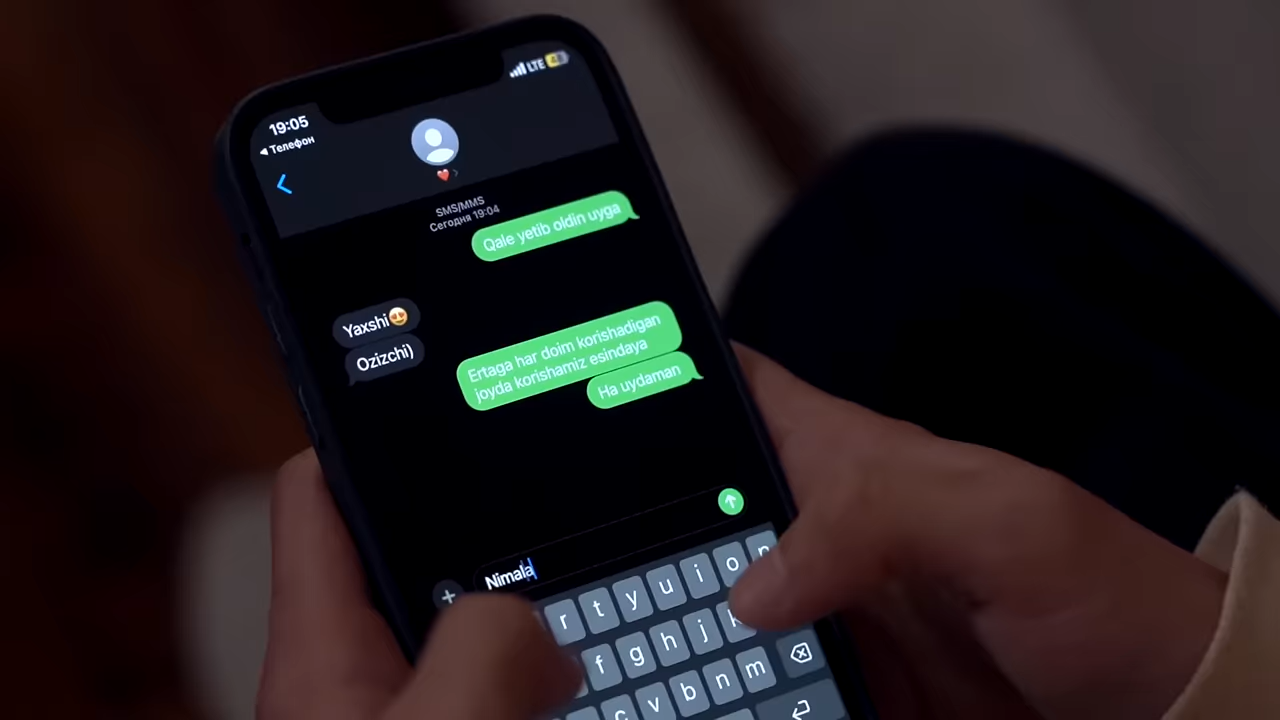 19:05
LTE 48
Телефон
❤️
SMS/MMS
Сегодня 19:04
Qale yetib oldin uyga
Yaxshi😍
Ozizchi)
Ertaga har doim korishadigan
joyda korishamiz esindaya
Ha uydaman
Nimala
r t y u i o p
f g h j k
c v b n m